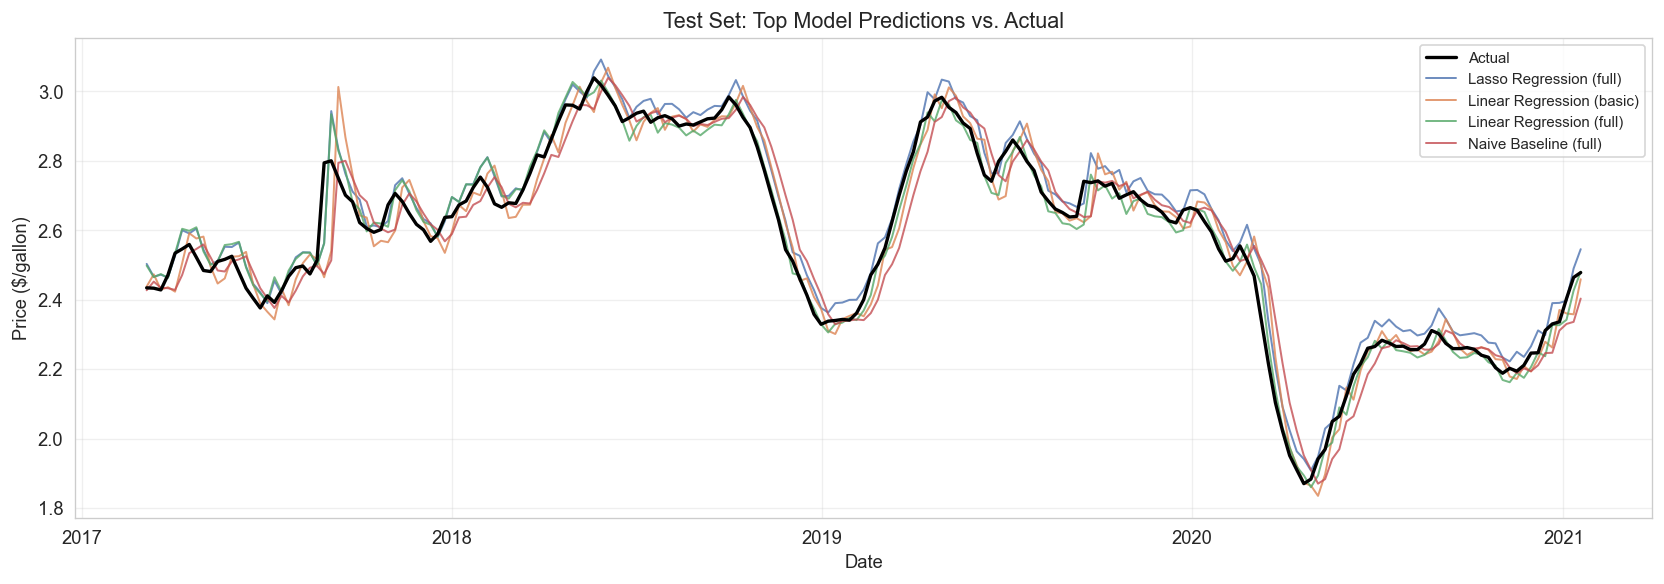 Test Set: Top Model Predictions vs. Actual
Actual
Lasso Regression (full)
Linear Regression (basic)
Linear Regression (full)
Naive Baseline (full)
Price ($/gallon)
3.0
2.8
2.6
2.4
2.2
2.0
1.8
2017
2018
2019
2020
2021
Date